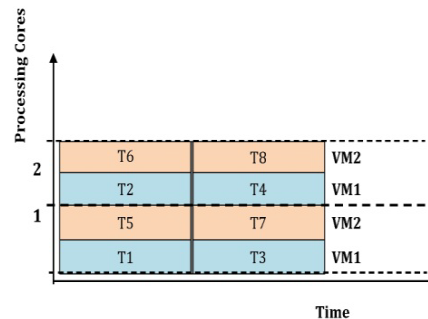 Processing Cores
2
T6 T8 VM2
T2 T4 VM1
1
T5 T7 VM2
T1 T3 VM1
Time